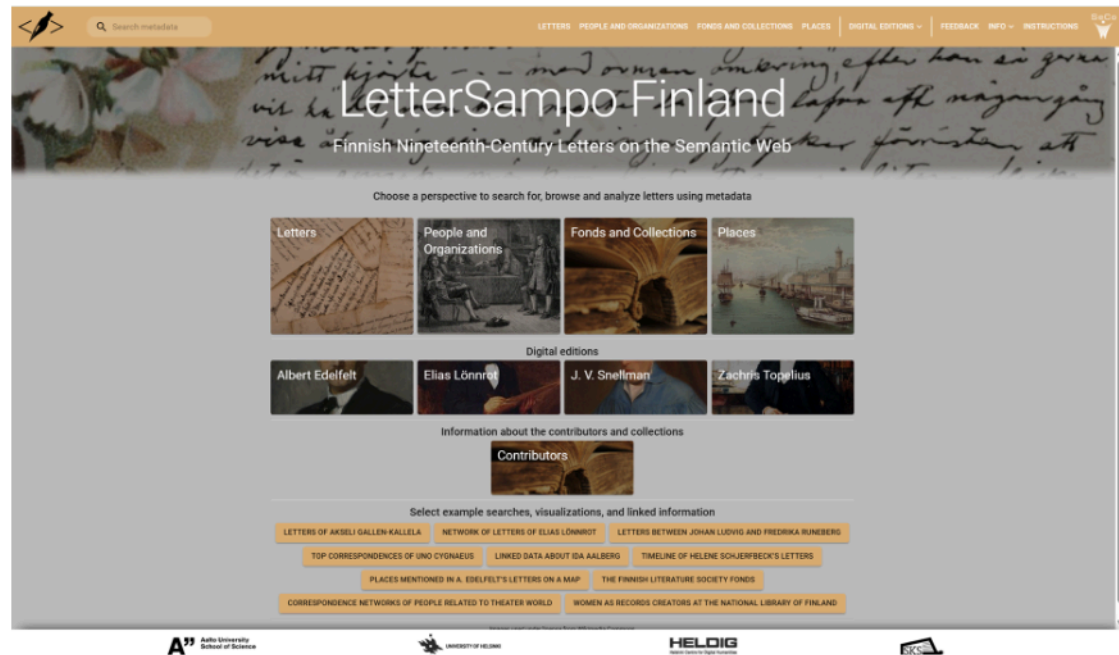 Search metadata
LETTERS PEOPLE AND ORGANIZATIONS FONDS AND COLLECTIONS PLACES DIGITAL EDITIONS FEEDBACK INFO INSTRUCTIONS
SeCo
LetterSampo Finland
Finnish Nineteenth-Century Letters on the Semantic Web
Choose a perspective to search for, browse and analyze letters using metadata
Letters
People and
Organizations
Fonds and Collections
Places
Digital editions
Albert Edelfelt
Elias Lönnrot
J. V. Snellman
Zachris Topelius
Information about the contributors and collections
Contributors
Select example searches, visualizations, and linked information
LETTERS OF AKSELI GALLEN-KALLELA NETWORK OF LETTERS OF ELIAS LÖNNROT LETTERS BETWEEN JOHAN LUDVIG AND FREDRIKA RUNEBERG
TOP CORRESPONDENCES OF UNO CYGNAEUS LINKED DATA ABOUT IDA AALBERG TIMELINE OF HELENE SCHJERFBECK'S LETTERS
PLACES MENTIONED IN A. EDELFELT'S LETTERS ON A MAP THE FINNISH LITERATURE SOCIETY FONDS
CORRESPONDENCE NETWORKS OF PEOPLE RELATED TO THEATER WORLD WOMEN AS RECORDS CREATORS AT THE NATIONAL LIBRARY OF FINLAND
A" Aalto University
School of Science
UNIVERSITY OF HELSINKI
HELDIG
Helsinki Centre for Digital Humanities
SKS